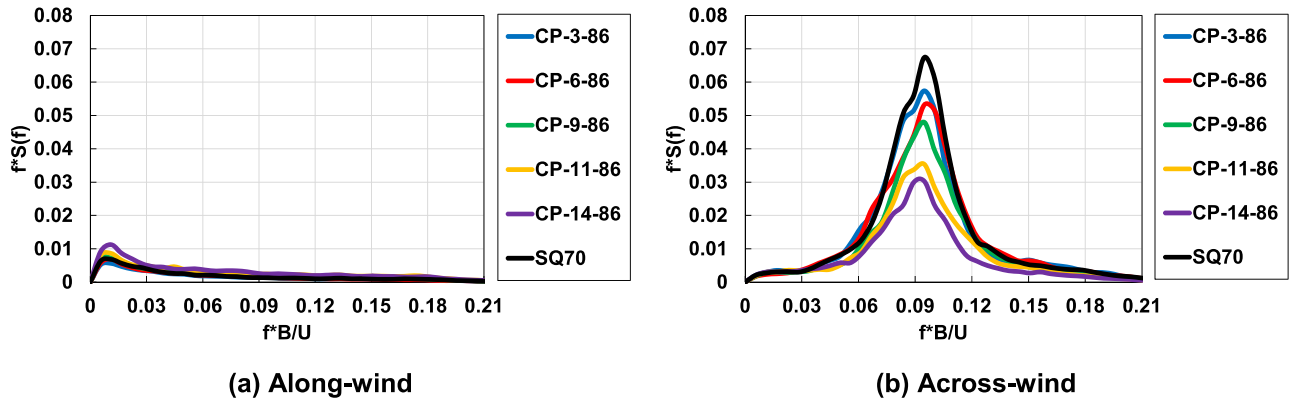 0.08
0.07
0.06
0.05
0.04
0.03
0.02
0.01
0
f*S(f)
0 0.03 0.06 0.09 0.12 0.15 0.18 0.21
f*B/U
CP-3-86
CP-6-86
CP-9-86
CP-11-86
CP-14-86
SQ70
(a) Along-wind
0.08
0.07
0.06
0.05
0.04
0.03
0.02
0.01
0
f*S(f)
0 0.03 0.06 0.09 0.12 0.15 0.18 0.21
f*B/U
CP-3-86
CP-6-86
CP-9-86
CP-11-86
CP-14-86
SQ70
(b) Across-wind